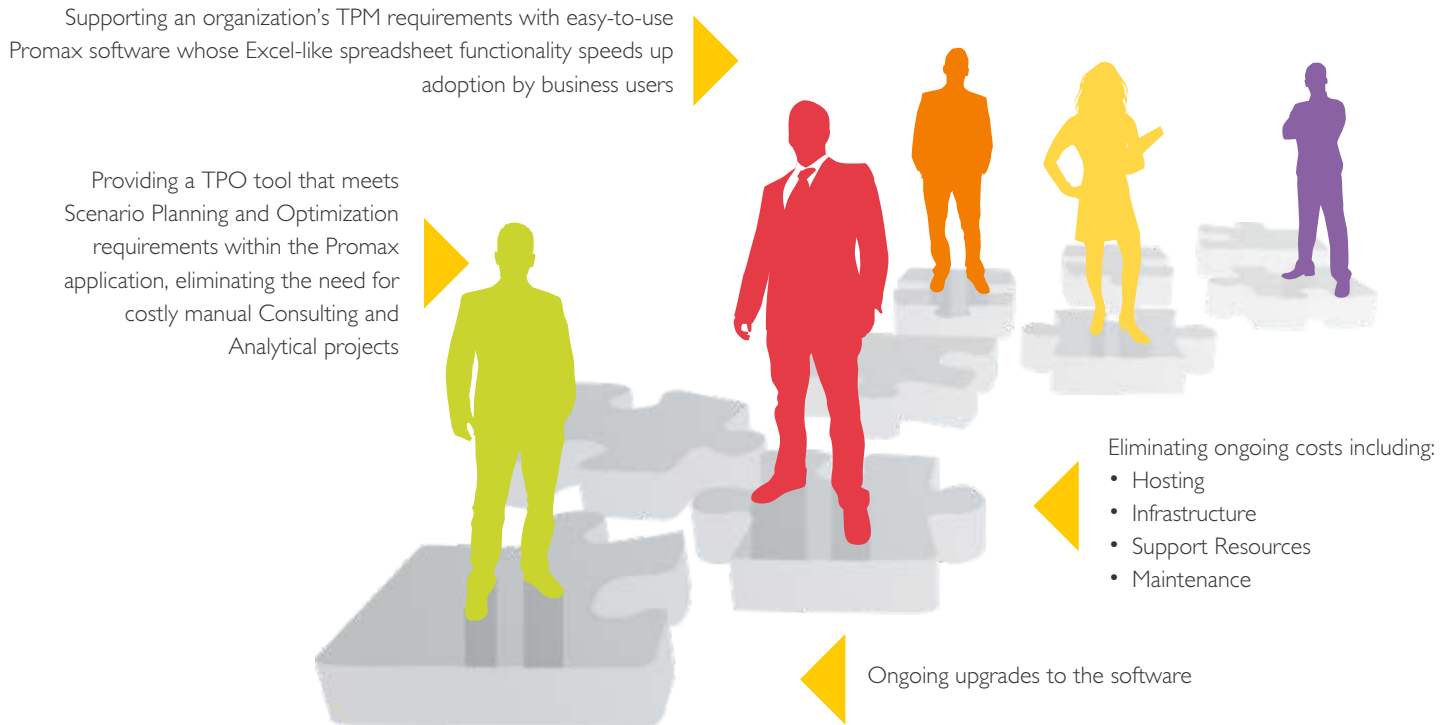 Supporting an organization’s TPM requirements with easy-to-use
Promax software whose Excel-like spreadsheet functionality speeds up
adoption by business users
Providing a TPO tool that meets
Scenario Planning and Optimization
requirements within the Promax
application, eliminating the need for
costly manual Consulting and
Analytical projects
Eliminating ongoing costs including:
• Hosting
• Infrastructure
• Support Resources
• Maintenance
Ongoing upgrades to the software